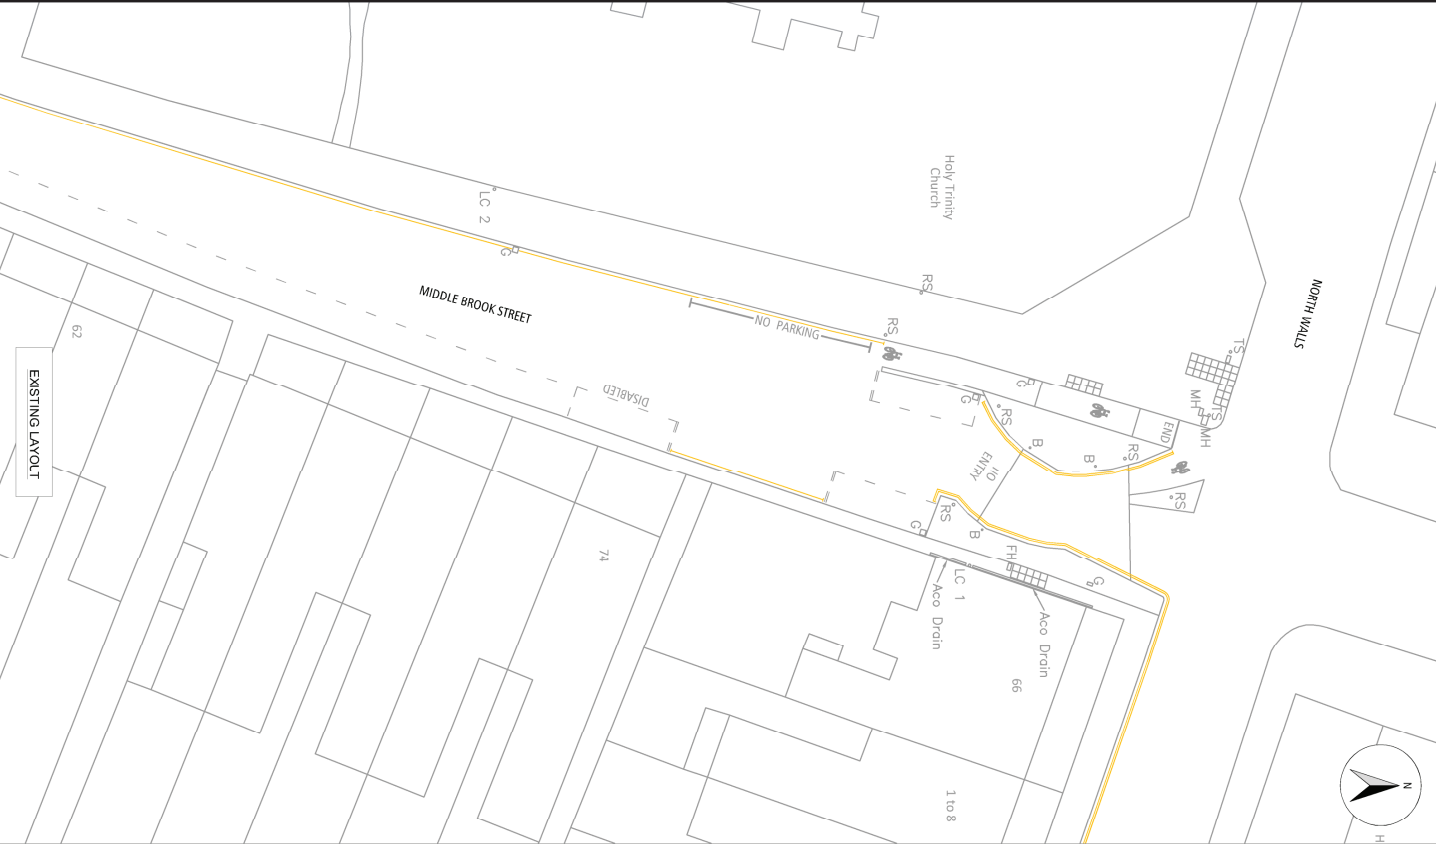 Holy Trinity
Church
NORTH WALLS
LC 2
G
MIDDLE BROOK STREET
RS
RS
NO PARKING
62
EXISTING LAYOLT
DISABLED
TS
G
MH
TS
MH
G
RS
END
B
B
RS
NO
ENTRY
RS
RS
G
B
FH
G
74
LC 1
Aco Drain
Aco Drain
66
1 to 8
N
H